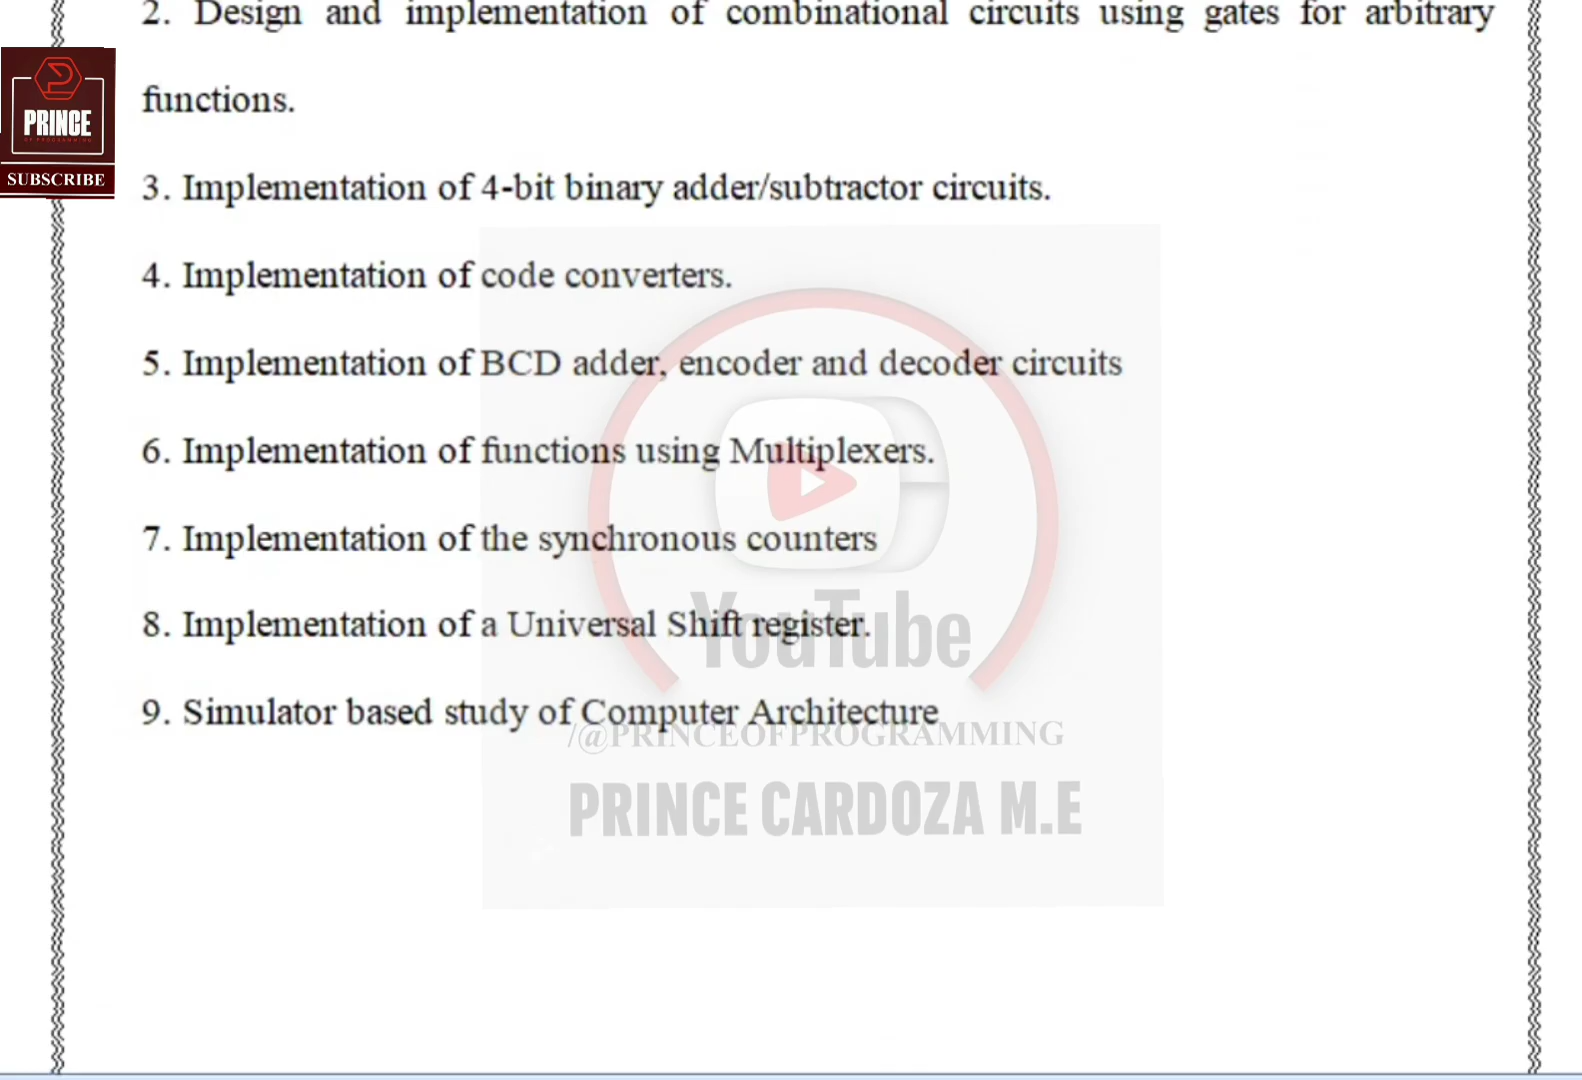 2. Design and implementation of combinational circuits using gates for arbitrary
functions.
PRINCE
SUBSCRIBE
3. Implementation of 4-bit binary adder/subtractor circuits.
4. Implementation of code converters.
5. Implementation of BCD adder, encoder and decoder circuits
6. Implementation of functions using Multiplexers.
7. Implementation of the synchronous counters
8. Implementation of a Universal Shift register.
YouTube
9. Simulator based study of Computer Architecture
/@PRINCEOFPROGRAMMING
PRINCE CARDOZA M.E